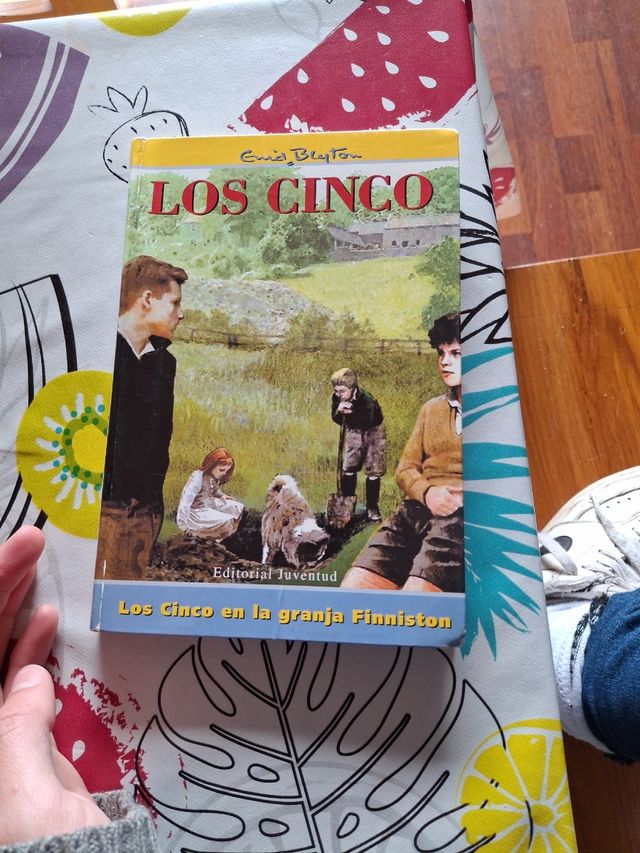 Enid Blyton
LOS CINCO
Editorial Juventud
Los Cinco en la granja Finniston